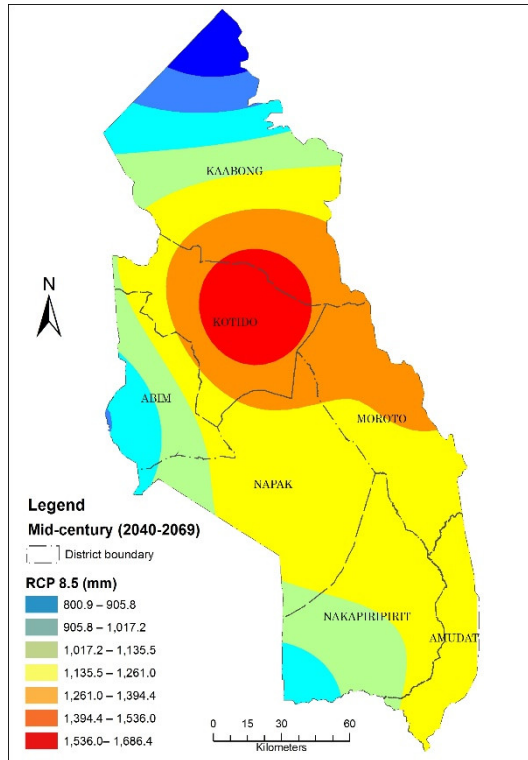 KAABONG
N
KOTIDO
ABIM
MOROTO
NAPAK
NAKAPIRIPIRIT
AMUDAT
Legend
Mid-century (2040-2069)
District boundary
RCP 8.5 (mm)
800.9 – 905.8
905.8 – 1,017.2
1,017.2 – 1,135.5
1,135.5 – 1,261.0
1,261.0 – 1,394.4
1,394.4 – 1,536.0
1,536.0 – 1,686.4
0 15 30 60
Kilometers